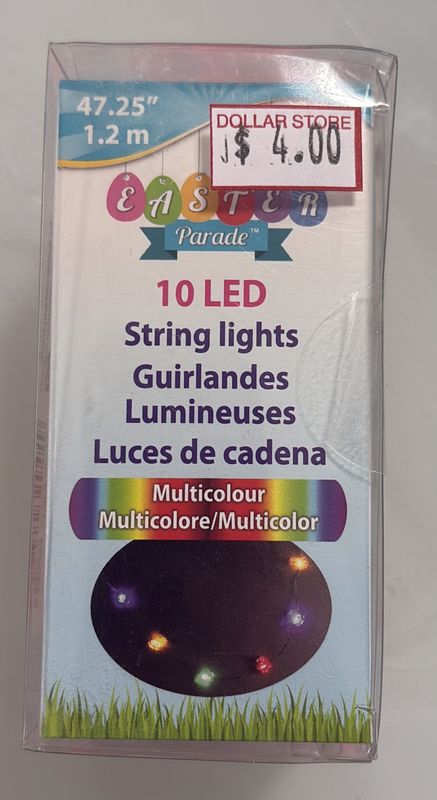 47.25”
1.2 m
DOLLAR STORE
J$ 4.00
EASTER
Parade™
10 LED
String lights
Guirlandes
Lumineuses
Luces de cadena
Multicolour
Multicolore/Multicolor